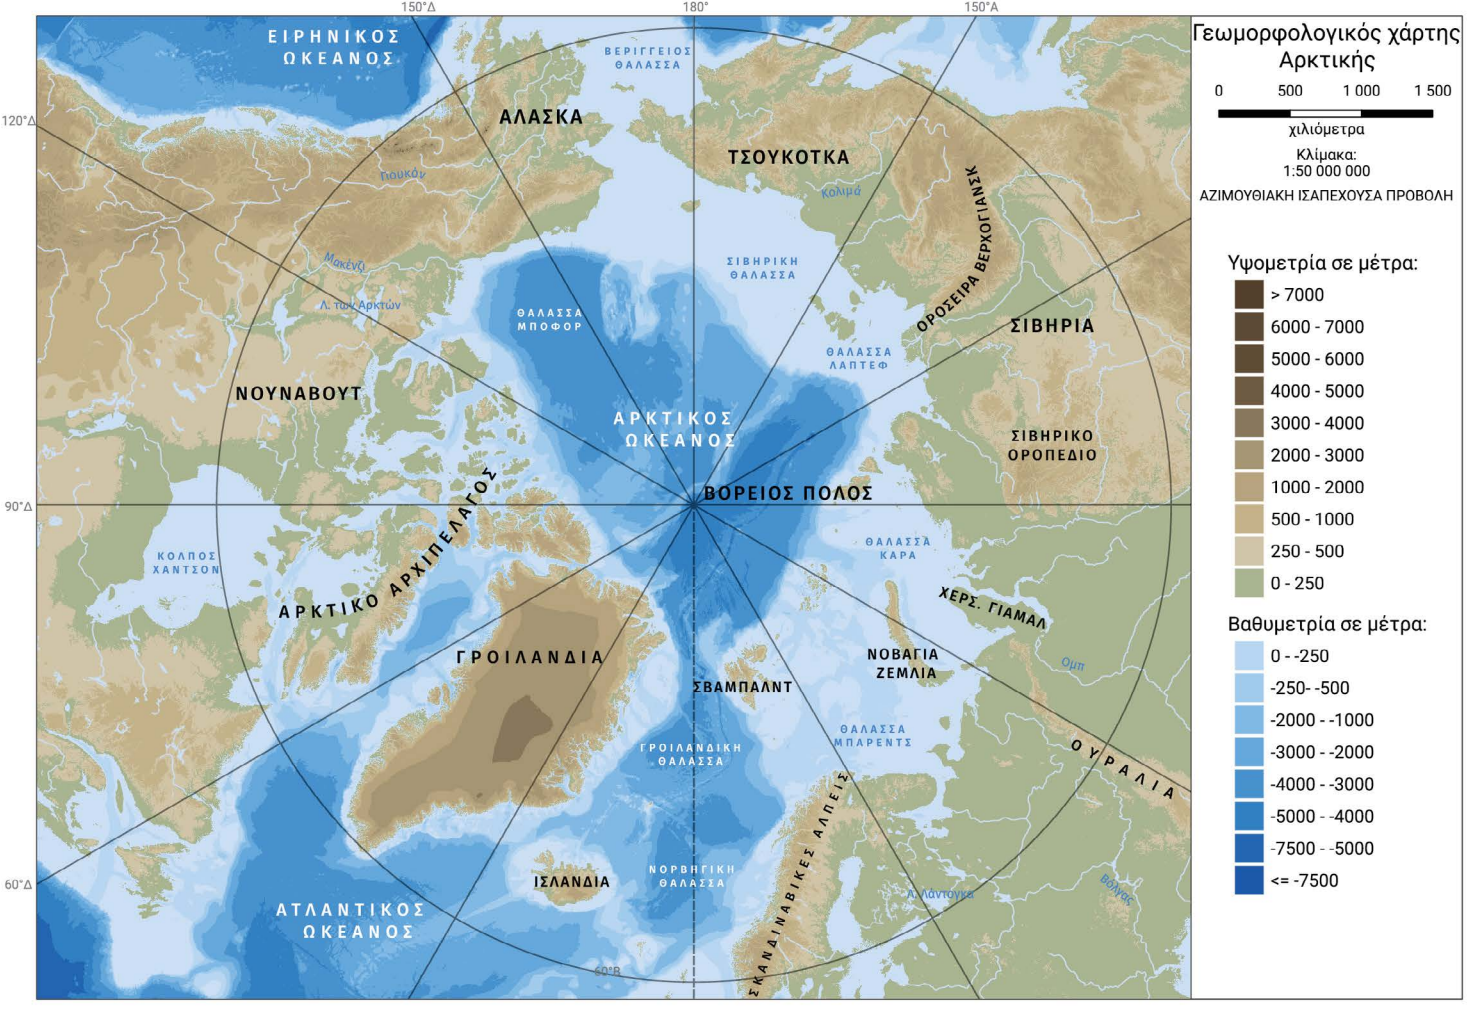 150°Δ
180°
150°Α
ΕΙΡΗΝΙΚΟΣ
ΩΚΕΑΝΟΣ
ΒΕΡΙΓΓΕΙΟΣ
ΘΑΛΑΣΣΑ
120°Δ
ΑΛΑΣΚΑ
ΤΣΟΥΚΟΤΚΑ
Γιουκόν
Κολιμά
ΟΡΟΣΕΙΡΑ ΒΕΡΧΟΓΙΑΝΣΚ
Μακένζι
ΣΙΒΗΡΙΚΗ
ΘΑΛΑΣΣΑ
Λ. των Αρκτών
ΘΑΛΑΣΣΑ
ΜΠΟΦΟΡ
ΣΙΒΗΡΙΑ
ΘΑΛΑΣΣΑ
ΛΑΠΤΕΦ
ΝΟΥΝΑΒΟΥΤ
ΑΡΚΤΙΚΟΣ
ΩΚΕΑΝΟΣ
ΣΙΒΗΡΙΚΟ
ΟΡΟΠΕΔΙΟ
ΒΟΡΕΙΟΣ ΠΟΛΟΣ
90°Δ
ΑΡΚΤΙΚΟ ΑΡΧΙΠΕΛΑΓΟΣ
ΚΟΛΠΟΣ
ΧΑΝΤΣΟΝ
ΘΑΛΑΣΣΑ
ΚΑΡΑ
ΧΕΡΣ. ΓΙΑΜΑΛ
ΓΡΟΙΛΑΝΔΙΑ
ΝΟΒΑΓΙΑ
ΖΕΜΛΙΑ
Ομπ
ΣΒΑΜΠΑΛΝΤ
ΘΑΛΑΣΣΑ
ΜΠΑΡΕΝΤΣ
ΓΡΟΙΛΑΝΔΙΚΗ
ΘΑΛΑΣΣΑ
ΟΥΡΑΛΙΑ
ΣΚΑΝΔΙΝΑΒΙΚΕΣ ΑΛΠΕΙΣ
ΙΣΛΑΝΔΙΑ
ΝΟΡΒΗΓΙΚΗ
ΘΑΛΑΣΣΑ
60°Δ
Λ. Λάντογκα
Βόλγας
ΑΤΛΑΝΤΙΚΟΣ
ΩΚΕΑΝΟΣ
60°Β
Γεωμορφολογικός χάρτης
Αρκτικής
0 500 1 000 1 500
χιλιόμετρα
Κλίμακα:
1:50 000 000
ΑΖΙΜΟΥΘΙΑΚΗ ΙΣΑΠΕΧΟΥΣΑ ΠΡΟΒΟΛΗ
Υψομετρία σε μέτρα:
> 7000
6000 - 7000
5000 - 6000
4000 - 5000
3000 - 4000
2000 - 3000
1000 - 2000
500 - 1000
250 - 500
0 - 250
Βαθυμετρία σε μέτρα:
0 - -250
-250- -500
-2000 - -1000
-3000 - -2000
-4000 - -3000
-5000 - -4000
-7500 - -5000
<= -7500